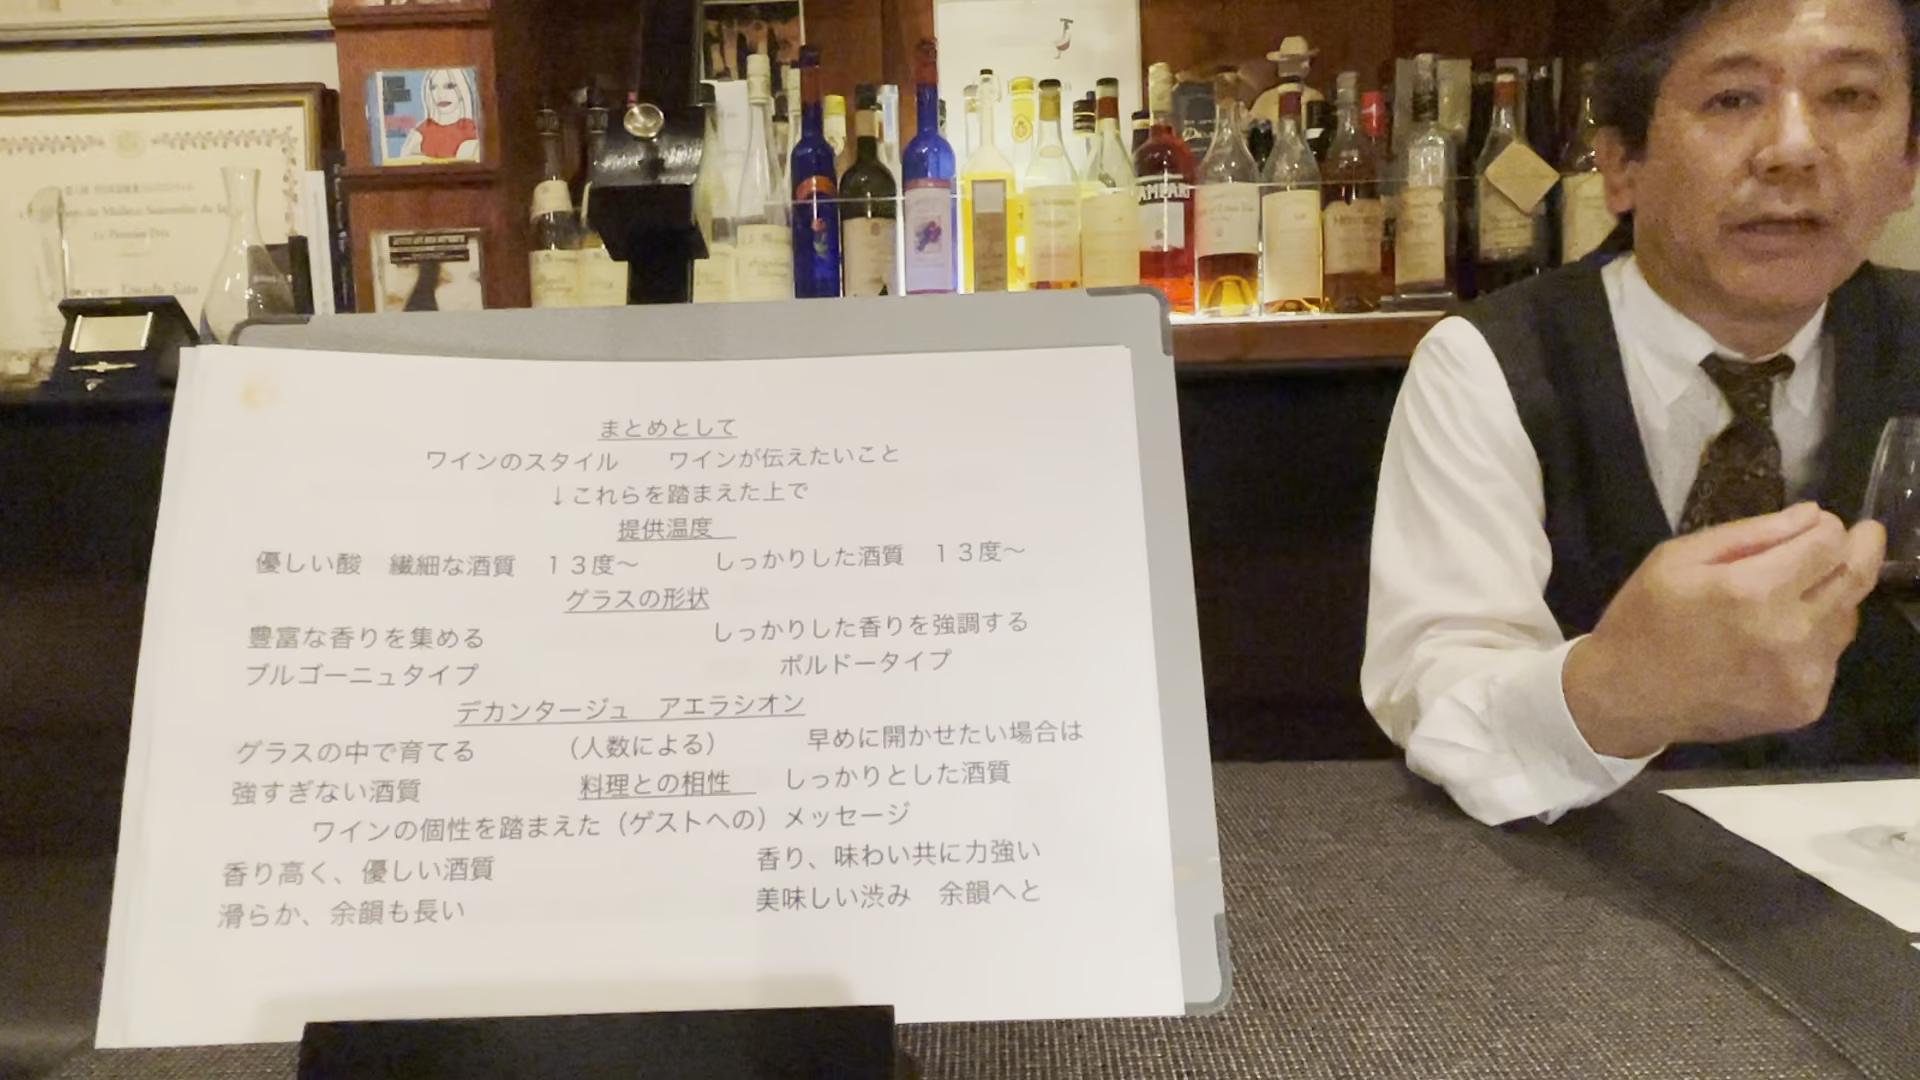 まとめとして
ワインのスタイル　　ワインが伝えたいこと
↓これらを踏まえた上で
提供温度
優しい酸　繊細な酒質　１３度〜　　　しっかりした酒質　１３度〜
グラスの形状
豊富な香りを集める　　　しっかりした香りを強調する
ブルゴーニュタイプ　　　ボルドータイプ
デカンタージュ　アエラシオン
グラスの中で育てる　　　（人数による）　　　早めに開かせたい場合は
強すぎない酒質　　　料理との相性　　しっかりとした酒質
ワインの個性を踏まえた（ゲストへの）メッセージ
香り高く、優しい酒質　　　香り、味わい共に力強い
滑らか、余韻も長い　　　美味しい渋み　余韻へと
AMPARI